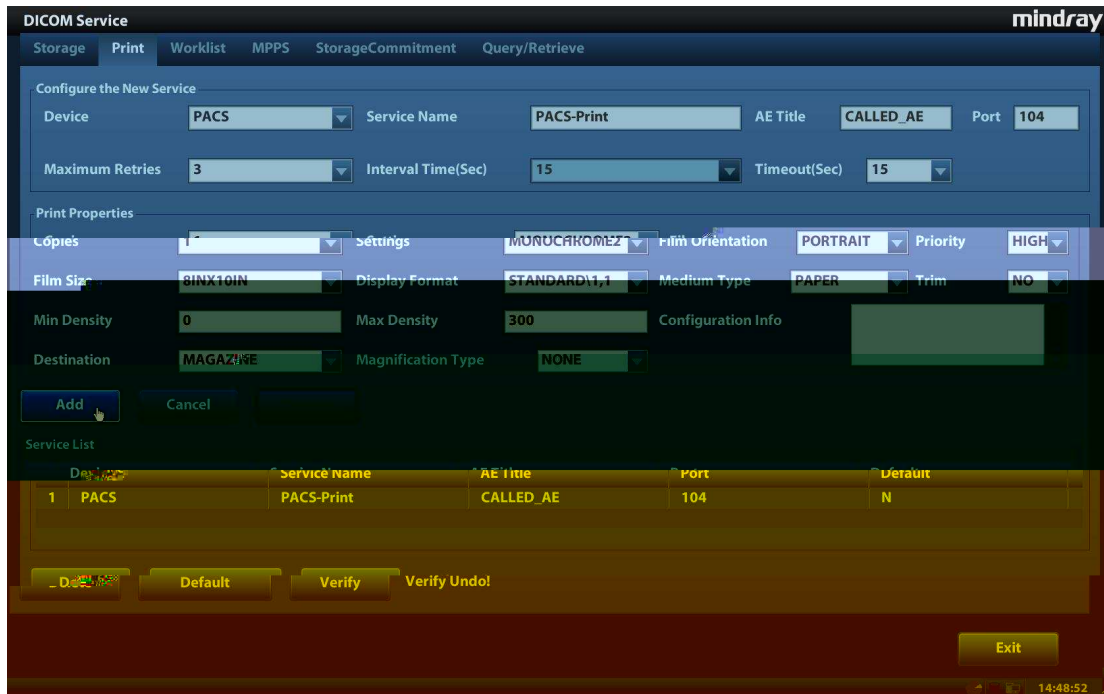 DICOM Service mindray
Storage Print Worklist MPPS StorageCommitment Query/Retrieve
Configure the New Service
Device PACS Service Name PACS-Print AE Title CALLED_AE Port 104
Maximum Retries 3 Interval Time(Sec) 15 Timeout(Sec) 15
Print Properties
Copies 1 Settings MONOCHROME2 Film Orientation PORTRAIT Priority HIGH
Film Size 8INX10IN Display Format STANDARD\1,1 Medium Type PAPER Trim NO
Min Density 0 Max Density 300 Configuration Info
Destination MAGAZINE Magnification Type NONE
Add Cancel
Service List
Service Name AE Title Port Default
1 PACS PACS-Print CALLED_AE 104 N
Default Verify Verify Undo!
Exit
14:48:52